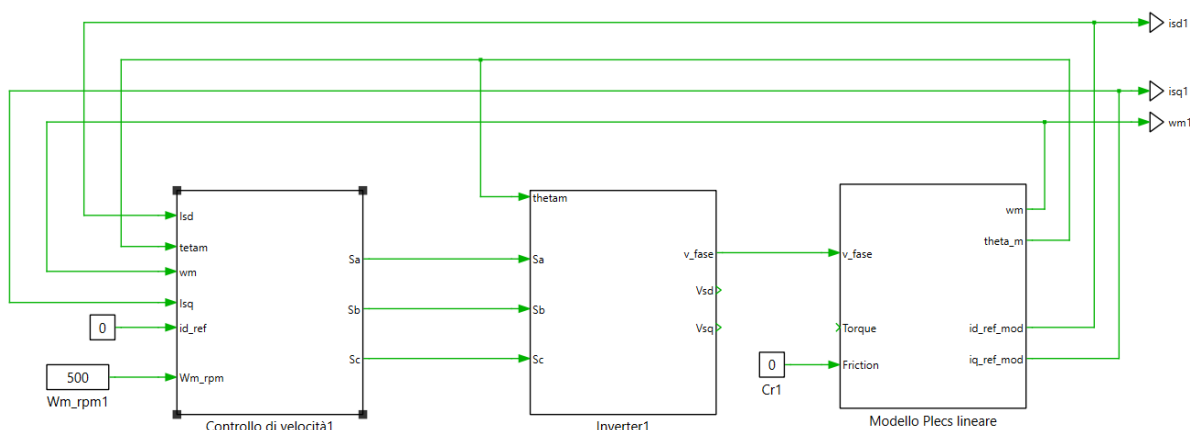 isd1
isq1
wm1
Isd
tetam
wm
Isq
id_ref
Wm_rpm
Sa
Sb
Sc
0
500
Wm_rpm1
Controllo di velocità1
thetam
Sa
Sb
Sc
v_fase
Vsd
Vsq
Inverter1
v_fase
Torque
Friction
wm
theta_m
id_ref_mod
iq_ref_mod
0
Cr1
Modello Plecs lineare